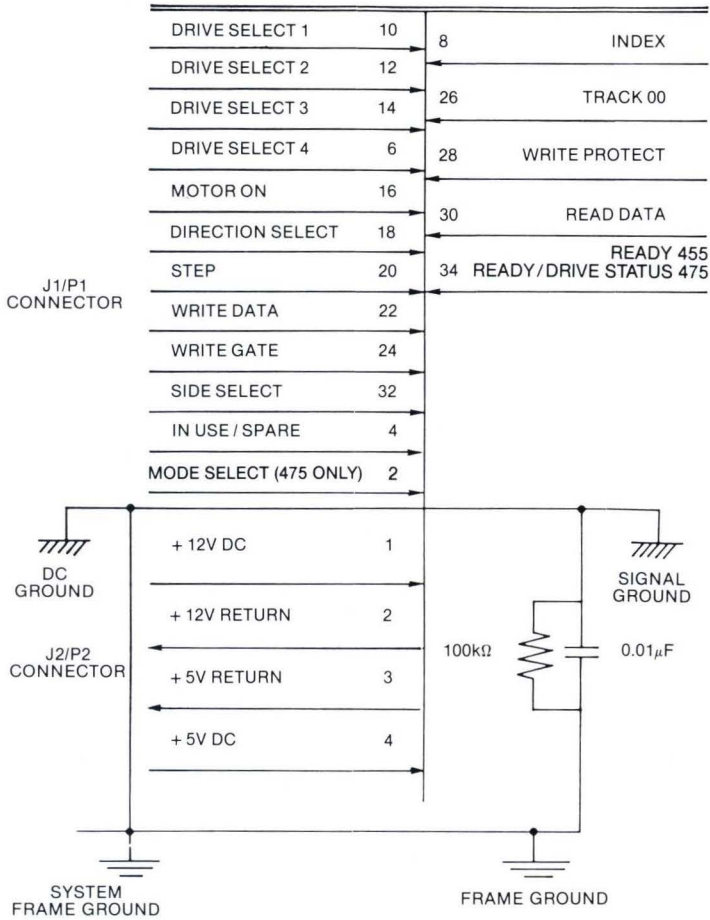 DRIVE SELECT 1 10
DRIVE SELECT 2 12
DRIVE SELECT 3 14
DRIVE SELECT 4 6
MOTOR ON 16
DIRECTION SELECT 18
STEP 20
WRITE DATA 22
WRITE GATE 24
SIDE SELECT 32
IN USE / SPARE 4
MODE SELECT (475 ONLY) 2
8 INDEX
26 TRACK 00
28 WRITE PROTECT
30 READ DATA
READY 455
34 READY / DRIVE STATUS 475
J1/P1
CONNECTOR
DC
GROUND
+ 12V DC 1
+ 12V RETURN 2
+ 5V RETURN 3
+ 5V DC 4
J2/P2
CONNECTOR
SIGNAL
GROUND
100kΩ
0.01μF
SYSTEM
FRAME GROUND
FRAME GROUND